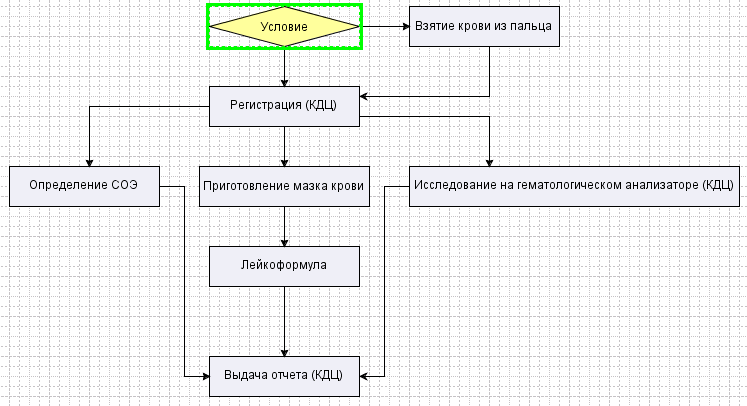 Условие
Взятие крови из пальца
Регистрация (КДЦ)
Определение СОЭ
Приготовление мазка крови
Исследование на гематологическом анализаторе (КДЦ)
Лейкоформула
Выдача отчета (КДЦ)